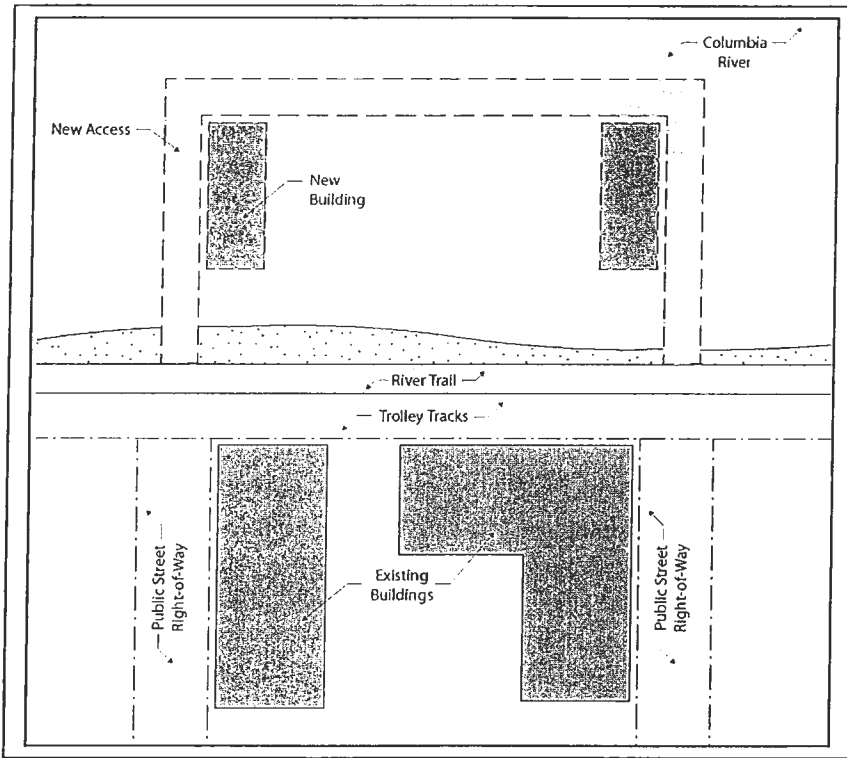 Columbia
River
New Access
New
Building
River Trail
Trolley Tracks
Public Street
Right-of-Way
Existing
Buildings
Public Street
Right-of-Way